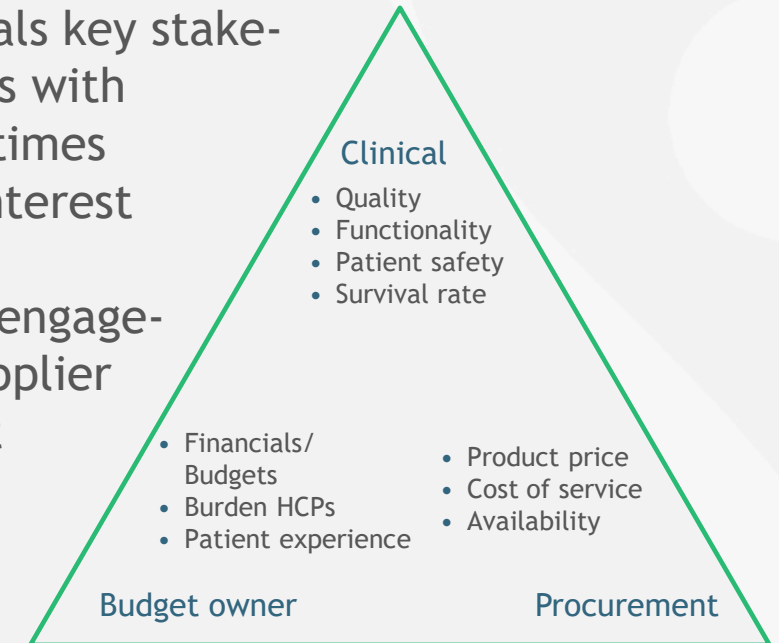 als key stake-
s with
times
nterest
engage-
pplier
Clinical
• Quality
• Functionality
• Patient safety
• Survival rate
• Financials/
Budgets
• Burden HCPs
• Patient experience
• Product price
• Cost of service
• Availability
Budget owner
Procurement